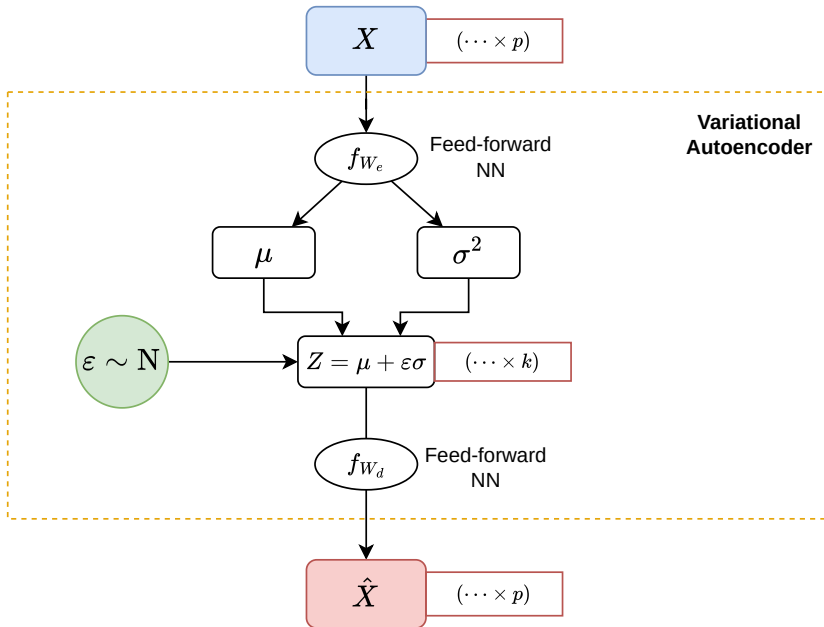 X
(⋯ × p)
Variational
Autoencoder
f_{W_e}
Feed-forward
NN
μ
σ²
ε ∼ N
Z = μ + εσ
(⋯ × k)
f_{W_d}
Feed-forward
NN
X̂
(⋯ × p)